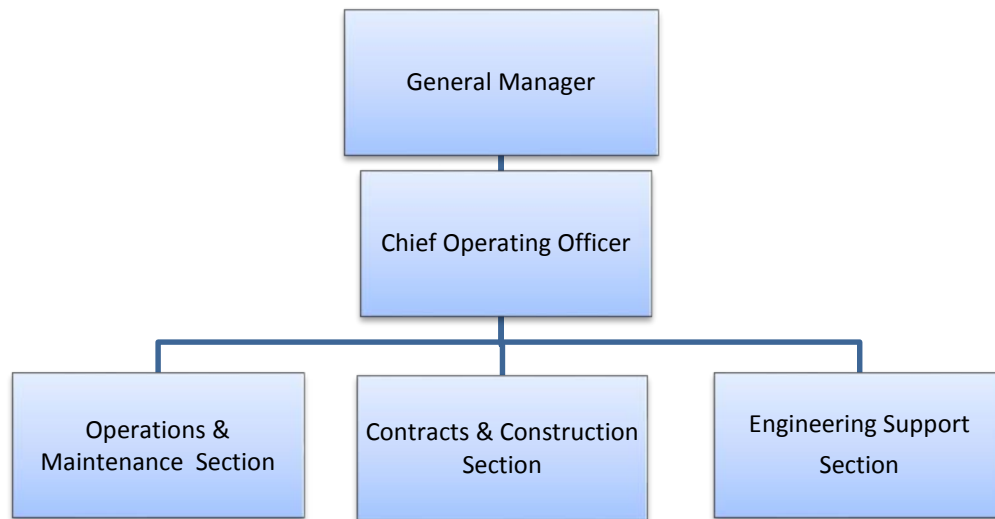 General Manager
Chief Operating Officer
Operations &
Maintenance  Section
Contracts & Construction
Section
Engineering Support
Section